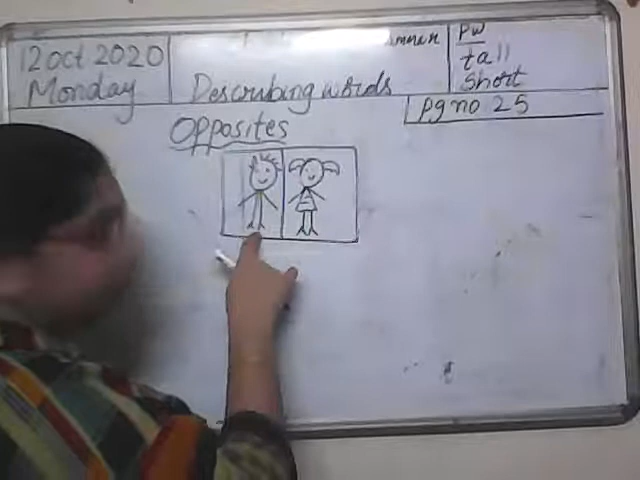 12 oct 2020
Monday
Describing words
PW
tall
Short
Pg no 25
Opposites